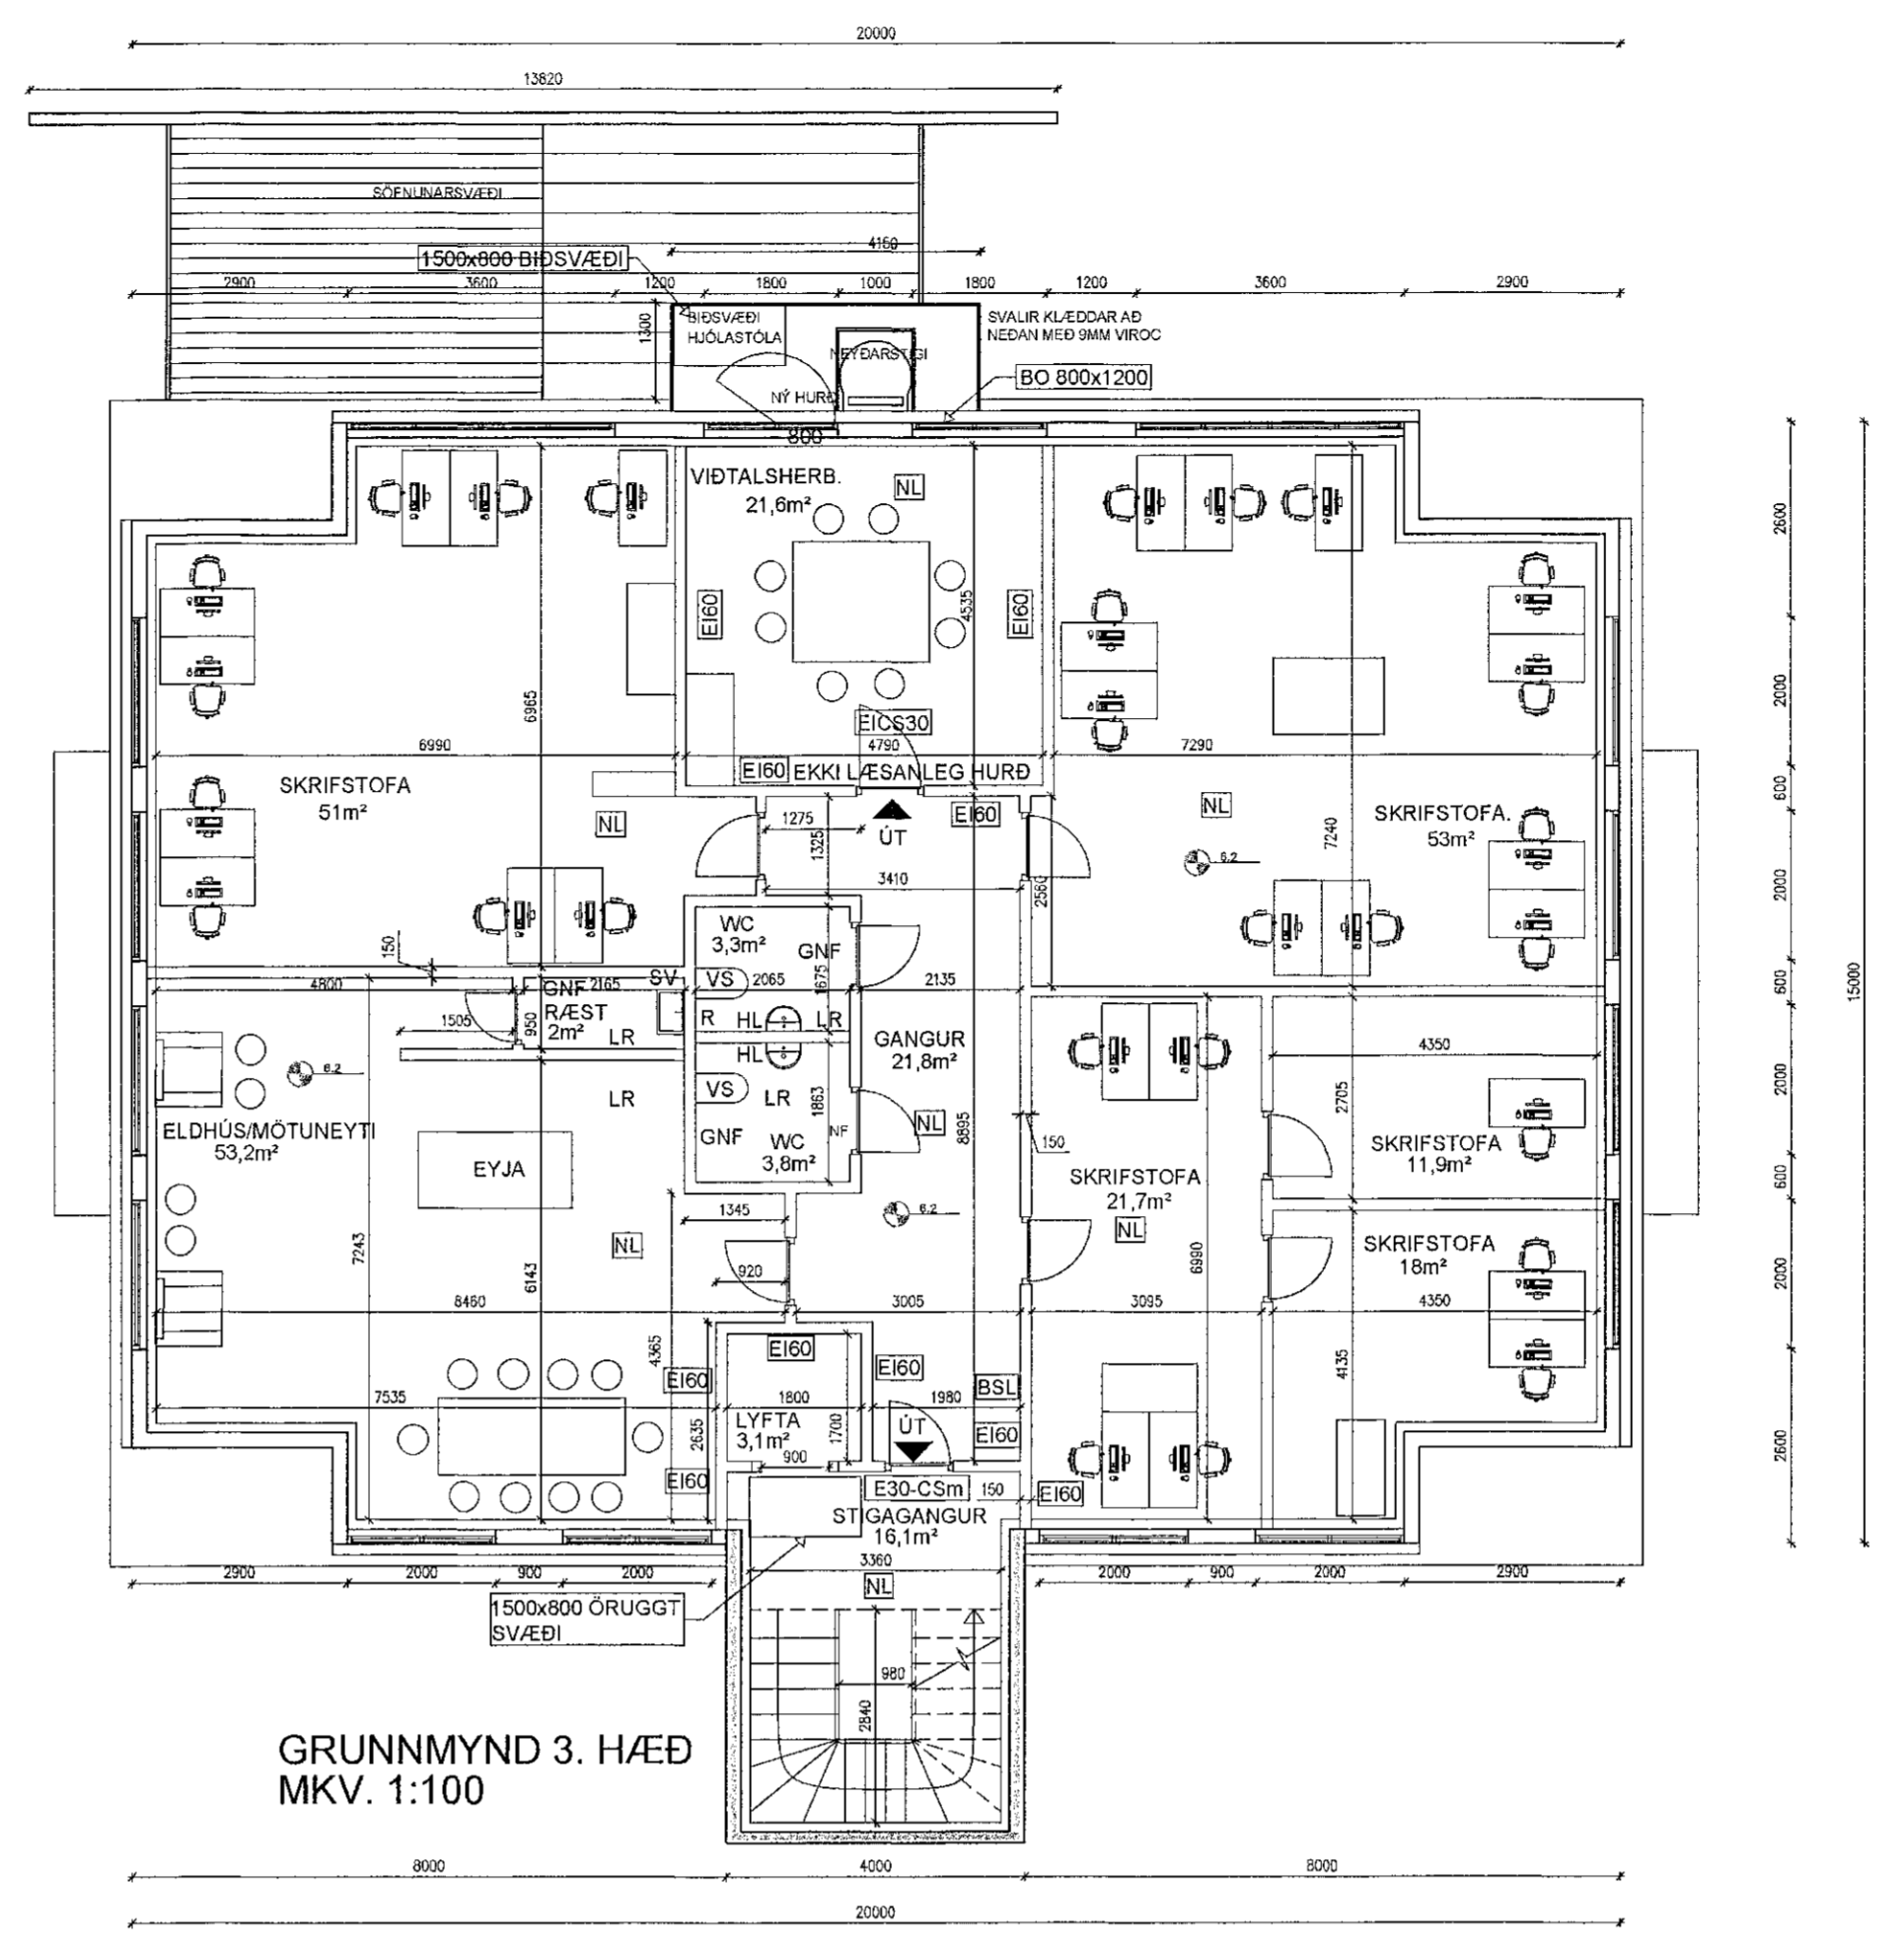 20000
13820
SÖFNUNARSVÆÐI
4150
1500x800 BIÐSVÆÐI
2900
3600
1200
1800
1000
1800
1200
3600
2900
1300
BIÐSVÆÐI
HJÓLASTÓLA
NEYÐARSTIGI
SVALIR KLÆDDAR AÐ
NEÐAN MEÐ 9MM VIROC
BO 800x1200
NÝ HURÐ
800
VIÐTALSHERB.
21,6m²
NL
EI60
EI60
4535
EICS30
6965
6990
4790
7290
EI60
EKKI LÆSANLEG HURÐ
SKRIFSTOFA
51m²
NL
1275
1325
ÚT
EI60
NL
SKRIFSTOFA.
53m²
7240
6.2
3410
2580
2600
2000
600
2000
600
2000
600
2000
2600
15000
150
WC
3,3m²
GNF
1675
SV
VS
2065
2135
4800
GNF
2165
RÆST
2m²
950
LR
1505
R
HL
LR
HL
VS
LR
1863
GNF
WC
3,8m²
NF
GANGUR
21,8m²
NL
8895
150
4350
2705
6.2
LR
ELDHÚS/MÖTUNEYTI
53,2m²
EYJA
SKRIFSTOFA
21,7m²
NL
SKRIFSTOFA
11,9m²
SKRIFSTOFA
18m²
7243
6143
NL
1345
920
6.2
6990
8460
3005
3095
4350
4365
EI60
EI60
EI60
BSL
4135
7535
1800
1980
LYFTA
3,1m²
1700
900
2635
EI60
ÚT
EI60
E30-CSm
150
EI60
STIGAGANGUR
16,1m²
3360
NL
2900
2000
900
2000
2000
900
2000
2900
1500x800 ÖRUGGT
SVÆÐI
980
2840
GRUNNMYND 3. HÆÐ
MKV. 1:100
8000
4000
8000
20000